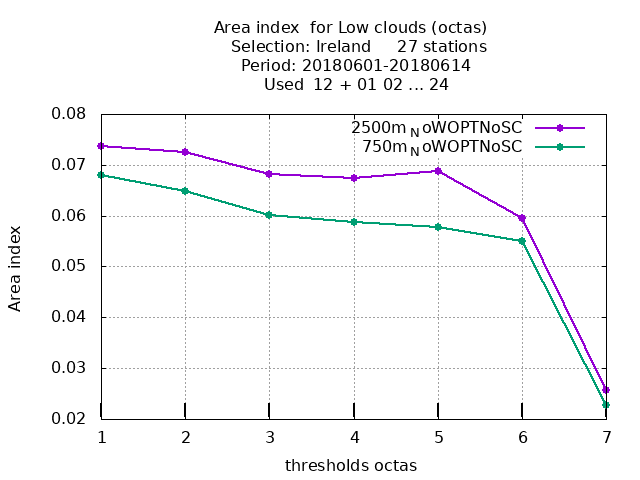 Area index  for Low clouds (octas)
Selection: Ireland     27 stations
Period: 20180601-20180614
Used  12 + 01 02 ... 24
2500m_NoWOPTNoSC
750m_NoWOPTNoSC
0.08
0.07
0.06
0.05
0.04
0.03
0.02
Area index
1 2 3 4 5 6 7
thresholds octas